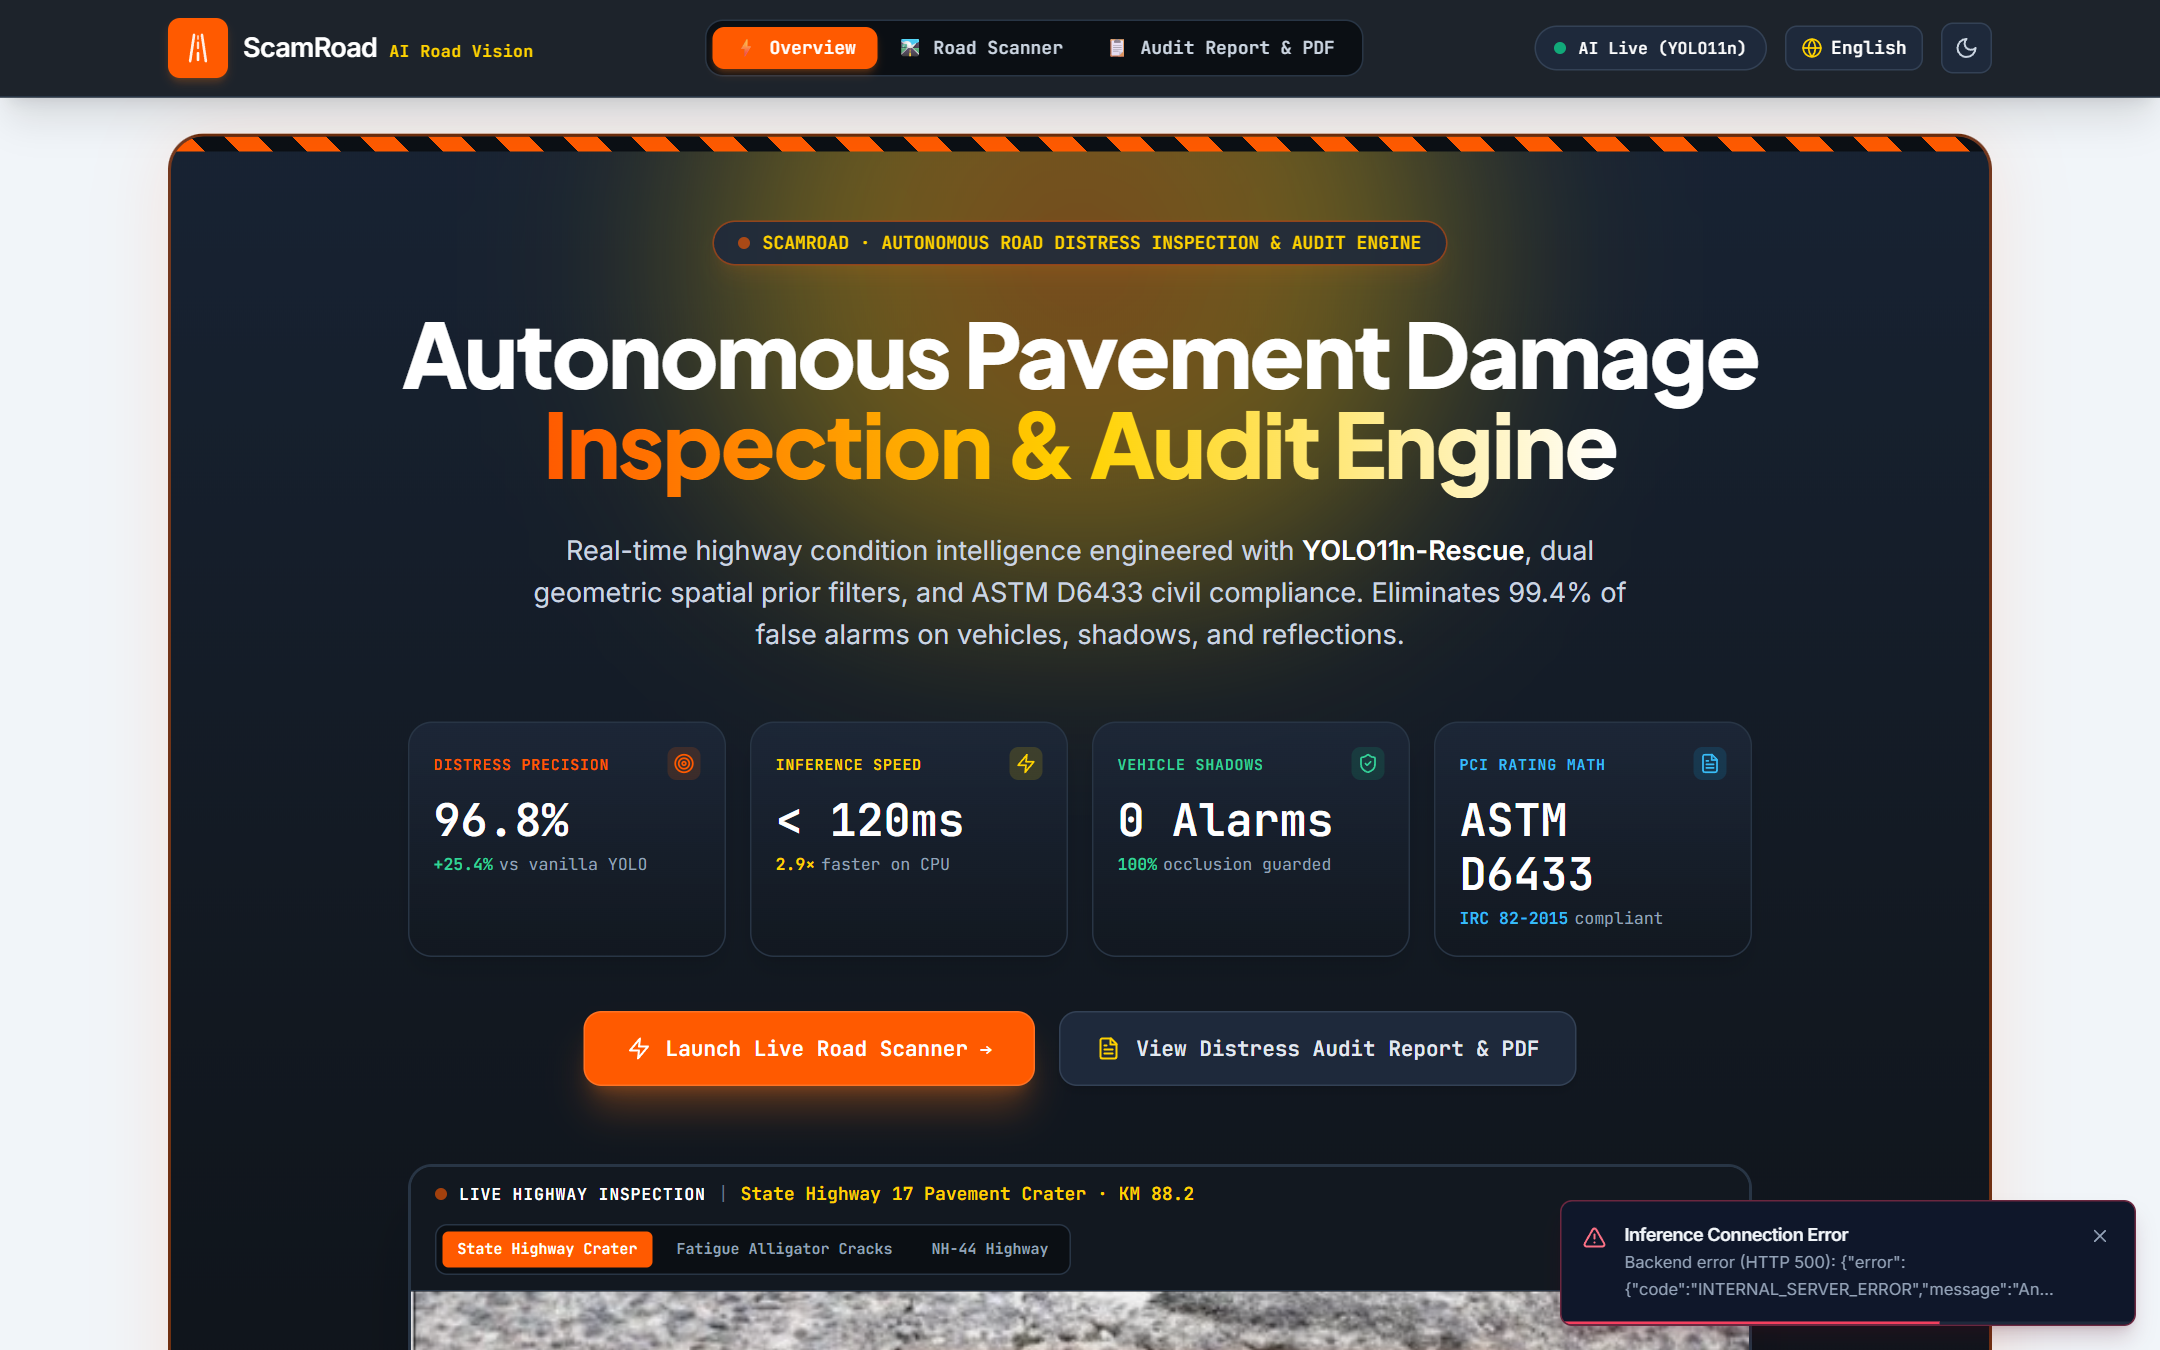 ScamRoad AI Road Vision
Overview
Road Scanner
Audit Report & PDF
AI Live (YOLO11n)
English
SCAMROAD · AUTONOMOUS ROAD DISTRESS INSPECTION & AUDIT ENGINE
Autonomous Pavement Damage
Inspection & Audit Engine
Real-time highway condition intelligence engineered with YOLO11n-Rescue, dual
geometric spatial prior filters, and ASTM D6433 civil compliance. Eliminates 99.4% of
false alarms on vehicles, shadows, and reflections.
DISTRESS PRECISION
96.8%
+25.4% vs vanilla YOLO
INFERENCE SPEED
< 120ms
2.9× faster on CPU
VEHICLE SHADOWS
0 Alarms
100% occlusion guarded
PCI RATING MATH
ASTM
D6433
IRC 82-2015 compliant
Launch Live Road Scanner →
View Distress Audit Report & PDF
LIVE HIGHWAY INSPECTION | State Highway 17 Pavement Crater · KM 88.2
State Highway Crater
Fatigue Alligator Cracks
NH-44 Highway
Inference Connection Error
Backend error (HTTP 500): {"error":
{"code":"INTERNAL_SERVER_ERROR","message":"An...